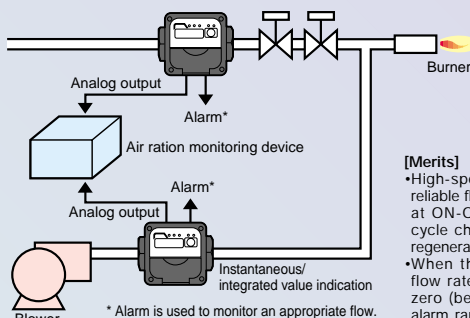 Burner
Analog output
Alarm*
Air ration monitoring device
Alarm*
Analog output
Instantaneous/
integrated value indication
* Alarm is used to monitor an appropriate flow.
Blower
[Merits]
•High-spe
reliable f
at ON-O
cycle ch
regenera
•When th
flow rate
zero (be
alarm ra